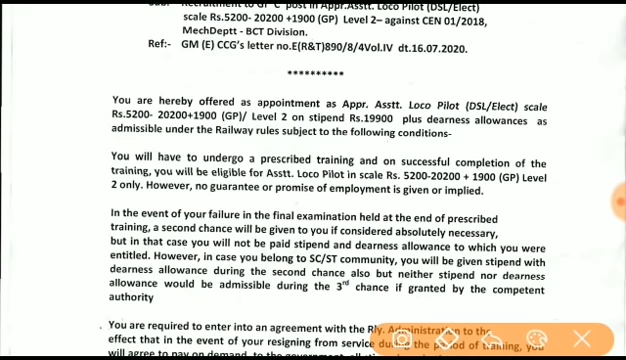 Sub:- Recruitment to Gr 'C' post in Appr.Asstt. Loco Pilot (DSL/Elect)
scale Rs.5200- 20200 +1900 (GP) Level 2– against CEN 01/2018,
MechDeptt - BCT Division.
Ref:- GM (E) CCG's letter no.E(R&T)890/8/4Vol.IV dt.16.07.2020.
**********
You are hereby offered as appointment as Appr. Asstt. Loco Pilot (DSL/Elect) scale
Rs.5200- 20200+1900 (GP)/ Level 2 on stipend Rs.19900 plus dearness allowances as
admissible under the Railway rules subject to the following conditions-
You will have to undergo a prescribed training and on successful completion of the
training, you will be eligible for Asstt. Loco Pilot in scale Rs. 5200-20200 + 1900 (GP) Level
2 only. However, no guarantee or promise of employment is given or implied.
In the event of your failure in the final examination held at the end of prescribed
training, a second chance will be given to you if considered absolutely necessary,
but in that case you will not be paid stipend and dearness allowance to which you were
entitled. However, in case you belong to SC/ST community, you will be given stipend with
dearness allowance during the second chance also but neither stipend nor dearness
allowance would be admissible during the 3rd chance if granted by the competent
authority
. You are required to enter into an agreement with the Rly. Administration to the
effect that in the event of your resigning from service during the period of training, you
will agree to pay on demand, to the government, all